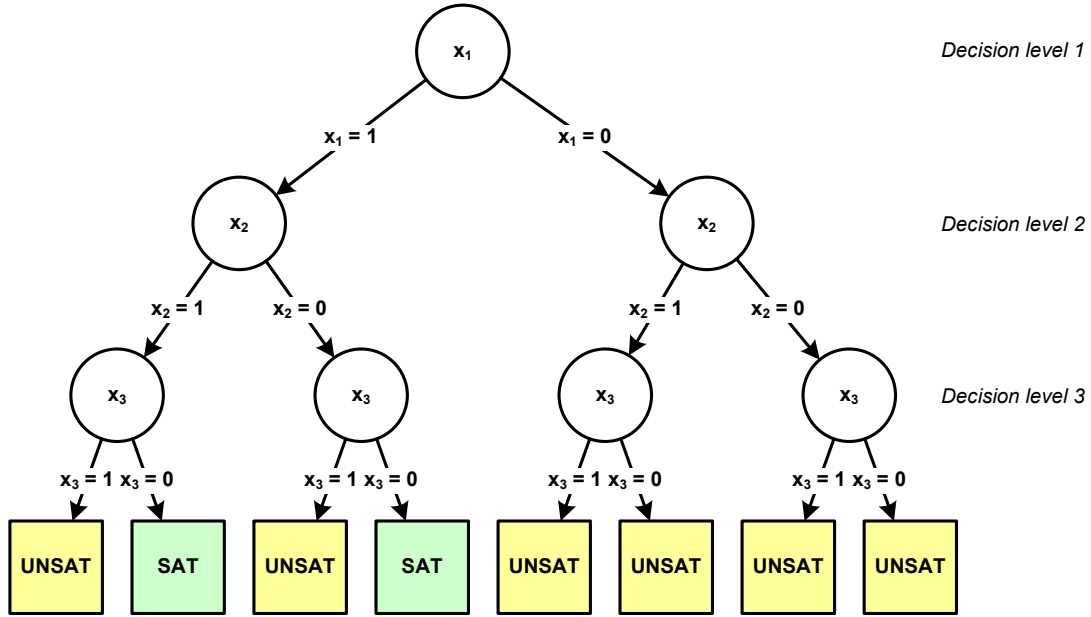 x₁
Decision level 1
x₁ = 1
x₁ = 0
x₂
x₂
Decision level 2
x₂ = 1
x₂ = 0
x₂ = 1
x₂ = 0
x₃
x₃
x₃
x₃
Decision level 3
x₃ = 1
x₃ = 0
x₃ = 1
x₃ = 0
x₃ = 1
x₃ = 0
x₃ = 1
x₃ = 0
UNSAT
SAT
UNSAT
SAT
UNSAT
UNSAT
UNSAT
UNSAT